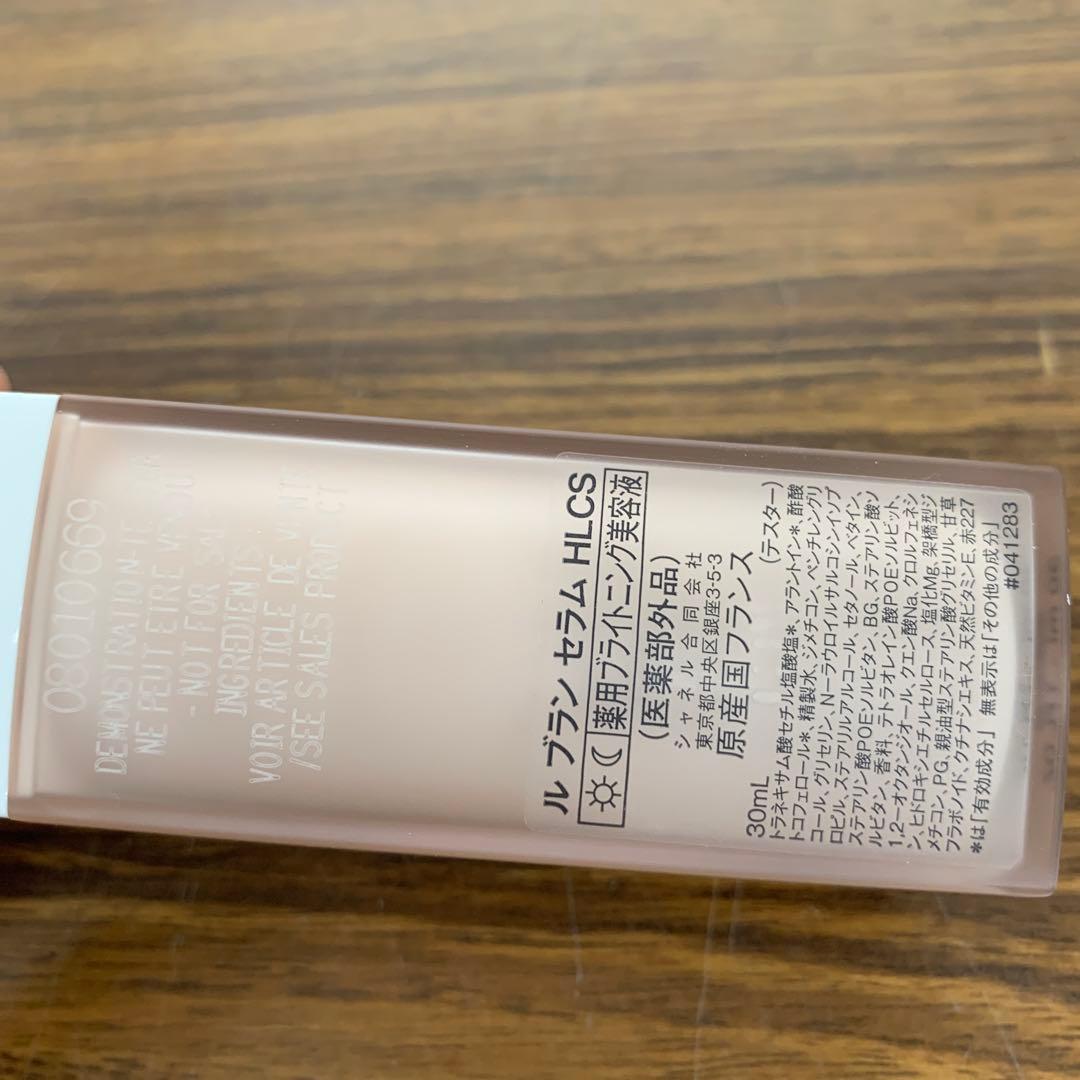 08010669
DEMONSTRATION-TESTER
NE PEUT ETRE VENDU
- NOT FOR SALE
INGREDIENTS
VOIR ARTICLE DE VENTE
/SEE SALES PRODUCT
ル ブラン セラム HLCS
薬用ブライトニング美容液
(医薬部外品)
シャネル合同会社
東京都中央区銀座3-5-3
原産国フランス
30mL (テスター)
トラネキサム酸セチル塩酸塩*、アラントイン*、酢酸
トコフェロール*、精製水、ジメチコン、ペンチレングリ
コール、グリセリン、N-ラウロイルサルコシンイソプ
ロピル、ステアリルアルコール、セタノール、ベタイン、
ステアリン酸POEソルビタン、BG、ステアリン酸ソ
ルビタン、香料、テトラオレイン酸POEソルビット、
1,2-オクタンジオール、クエン酸Na、クロルフェネシ
ン、ヒドロキシエチルセルロース、塩化Mg、架橋型ジ
メチコン、PG、親油型ステアリン酸グリセリル、甘草
フラボノイド、クチナシエキス、天然ビタミンE、赤227
*は「有効成分」 無表示は「その他の成分」
#041283